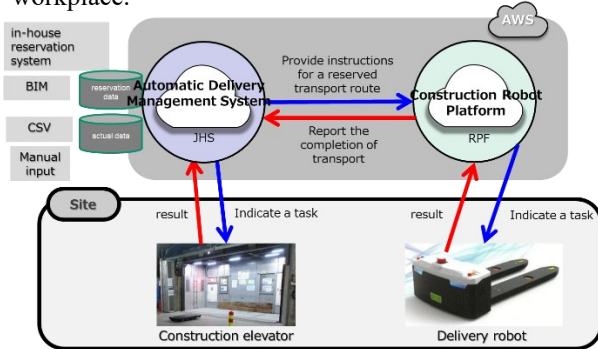 workplace.
in-house
reservation
system
BIM
CSV
Manual
input
reservation
data
actual data
AWS
Automatic Delivery
Management System
JHS
Provide instructions
for a reserved
transport route
Report the
completion of
transport
Construction Robot
Platform
RPF
Site
result
Indicate a task
result
Indicate a task
Construction elevator
Delivery robot